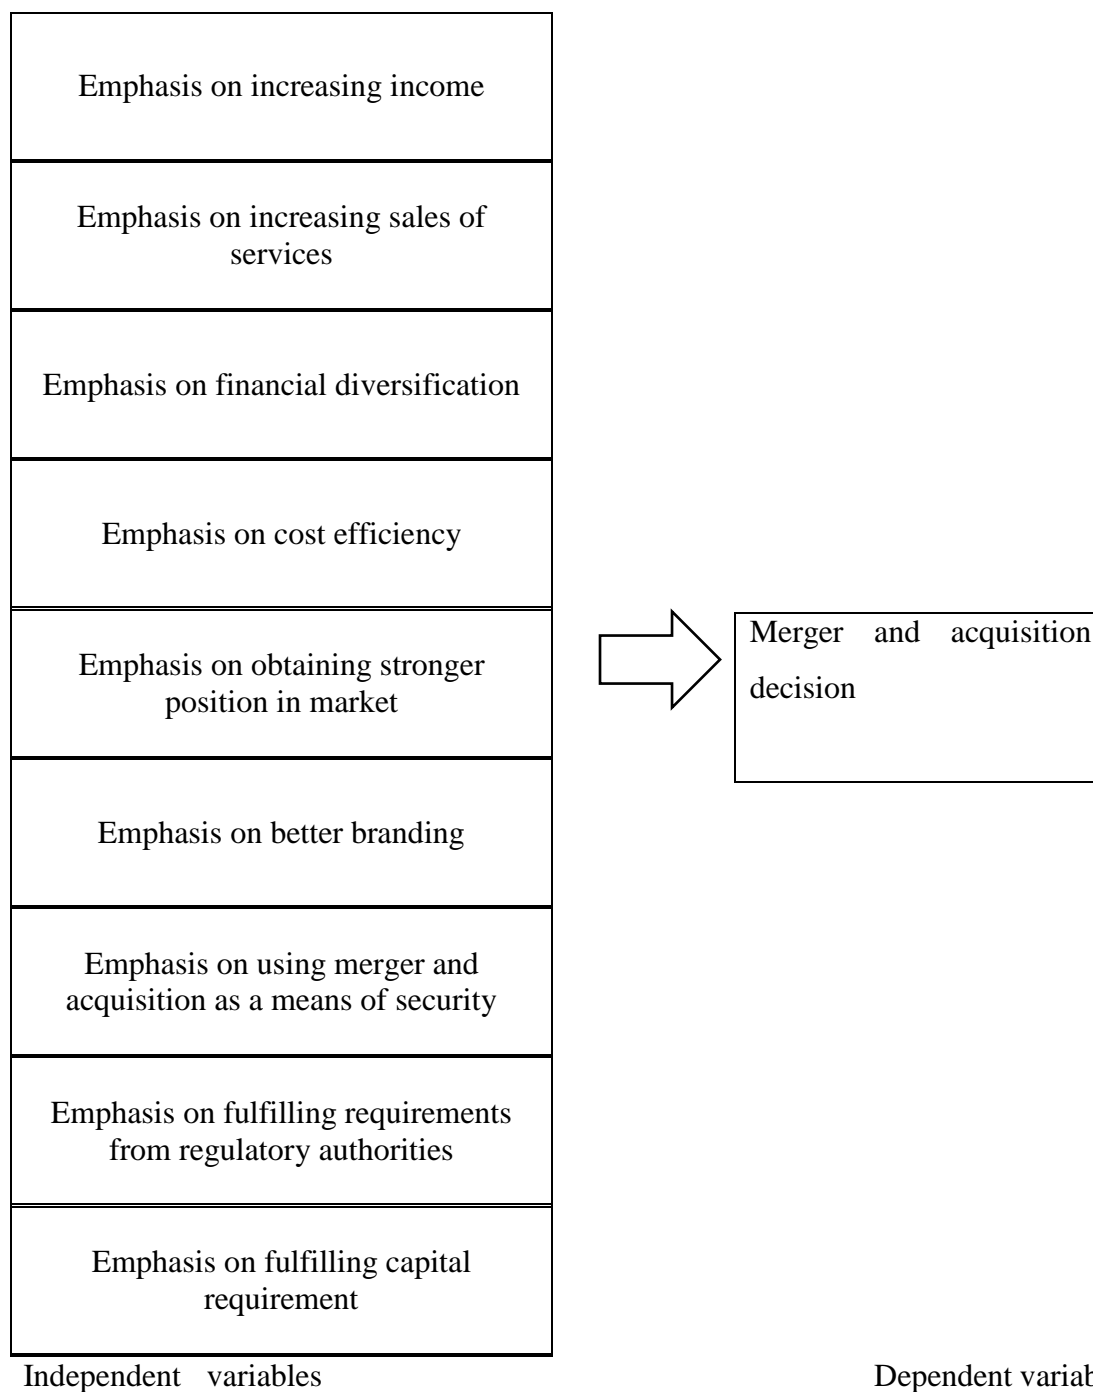 Emphasis on increasing income
Emphasis on increasing sales of
services
Emphasis on financial diversification
Emphasis on cost efficiency
Emphasis on obtaining stronger
position in market
Emphasis on better branding
Emphasis on using merger and
acquisition as a means of security
Emphasis on fulfilling requirements
from regulatory authorities
Emphasis on fulfilling capital
requirement
Merger and acquisition
decision
Independent variables
Dependent variab